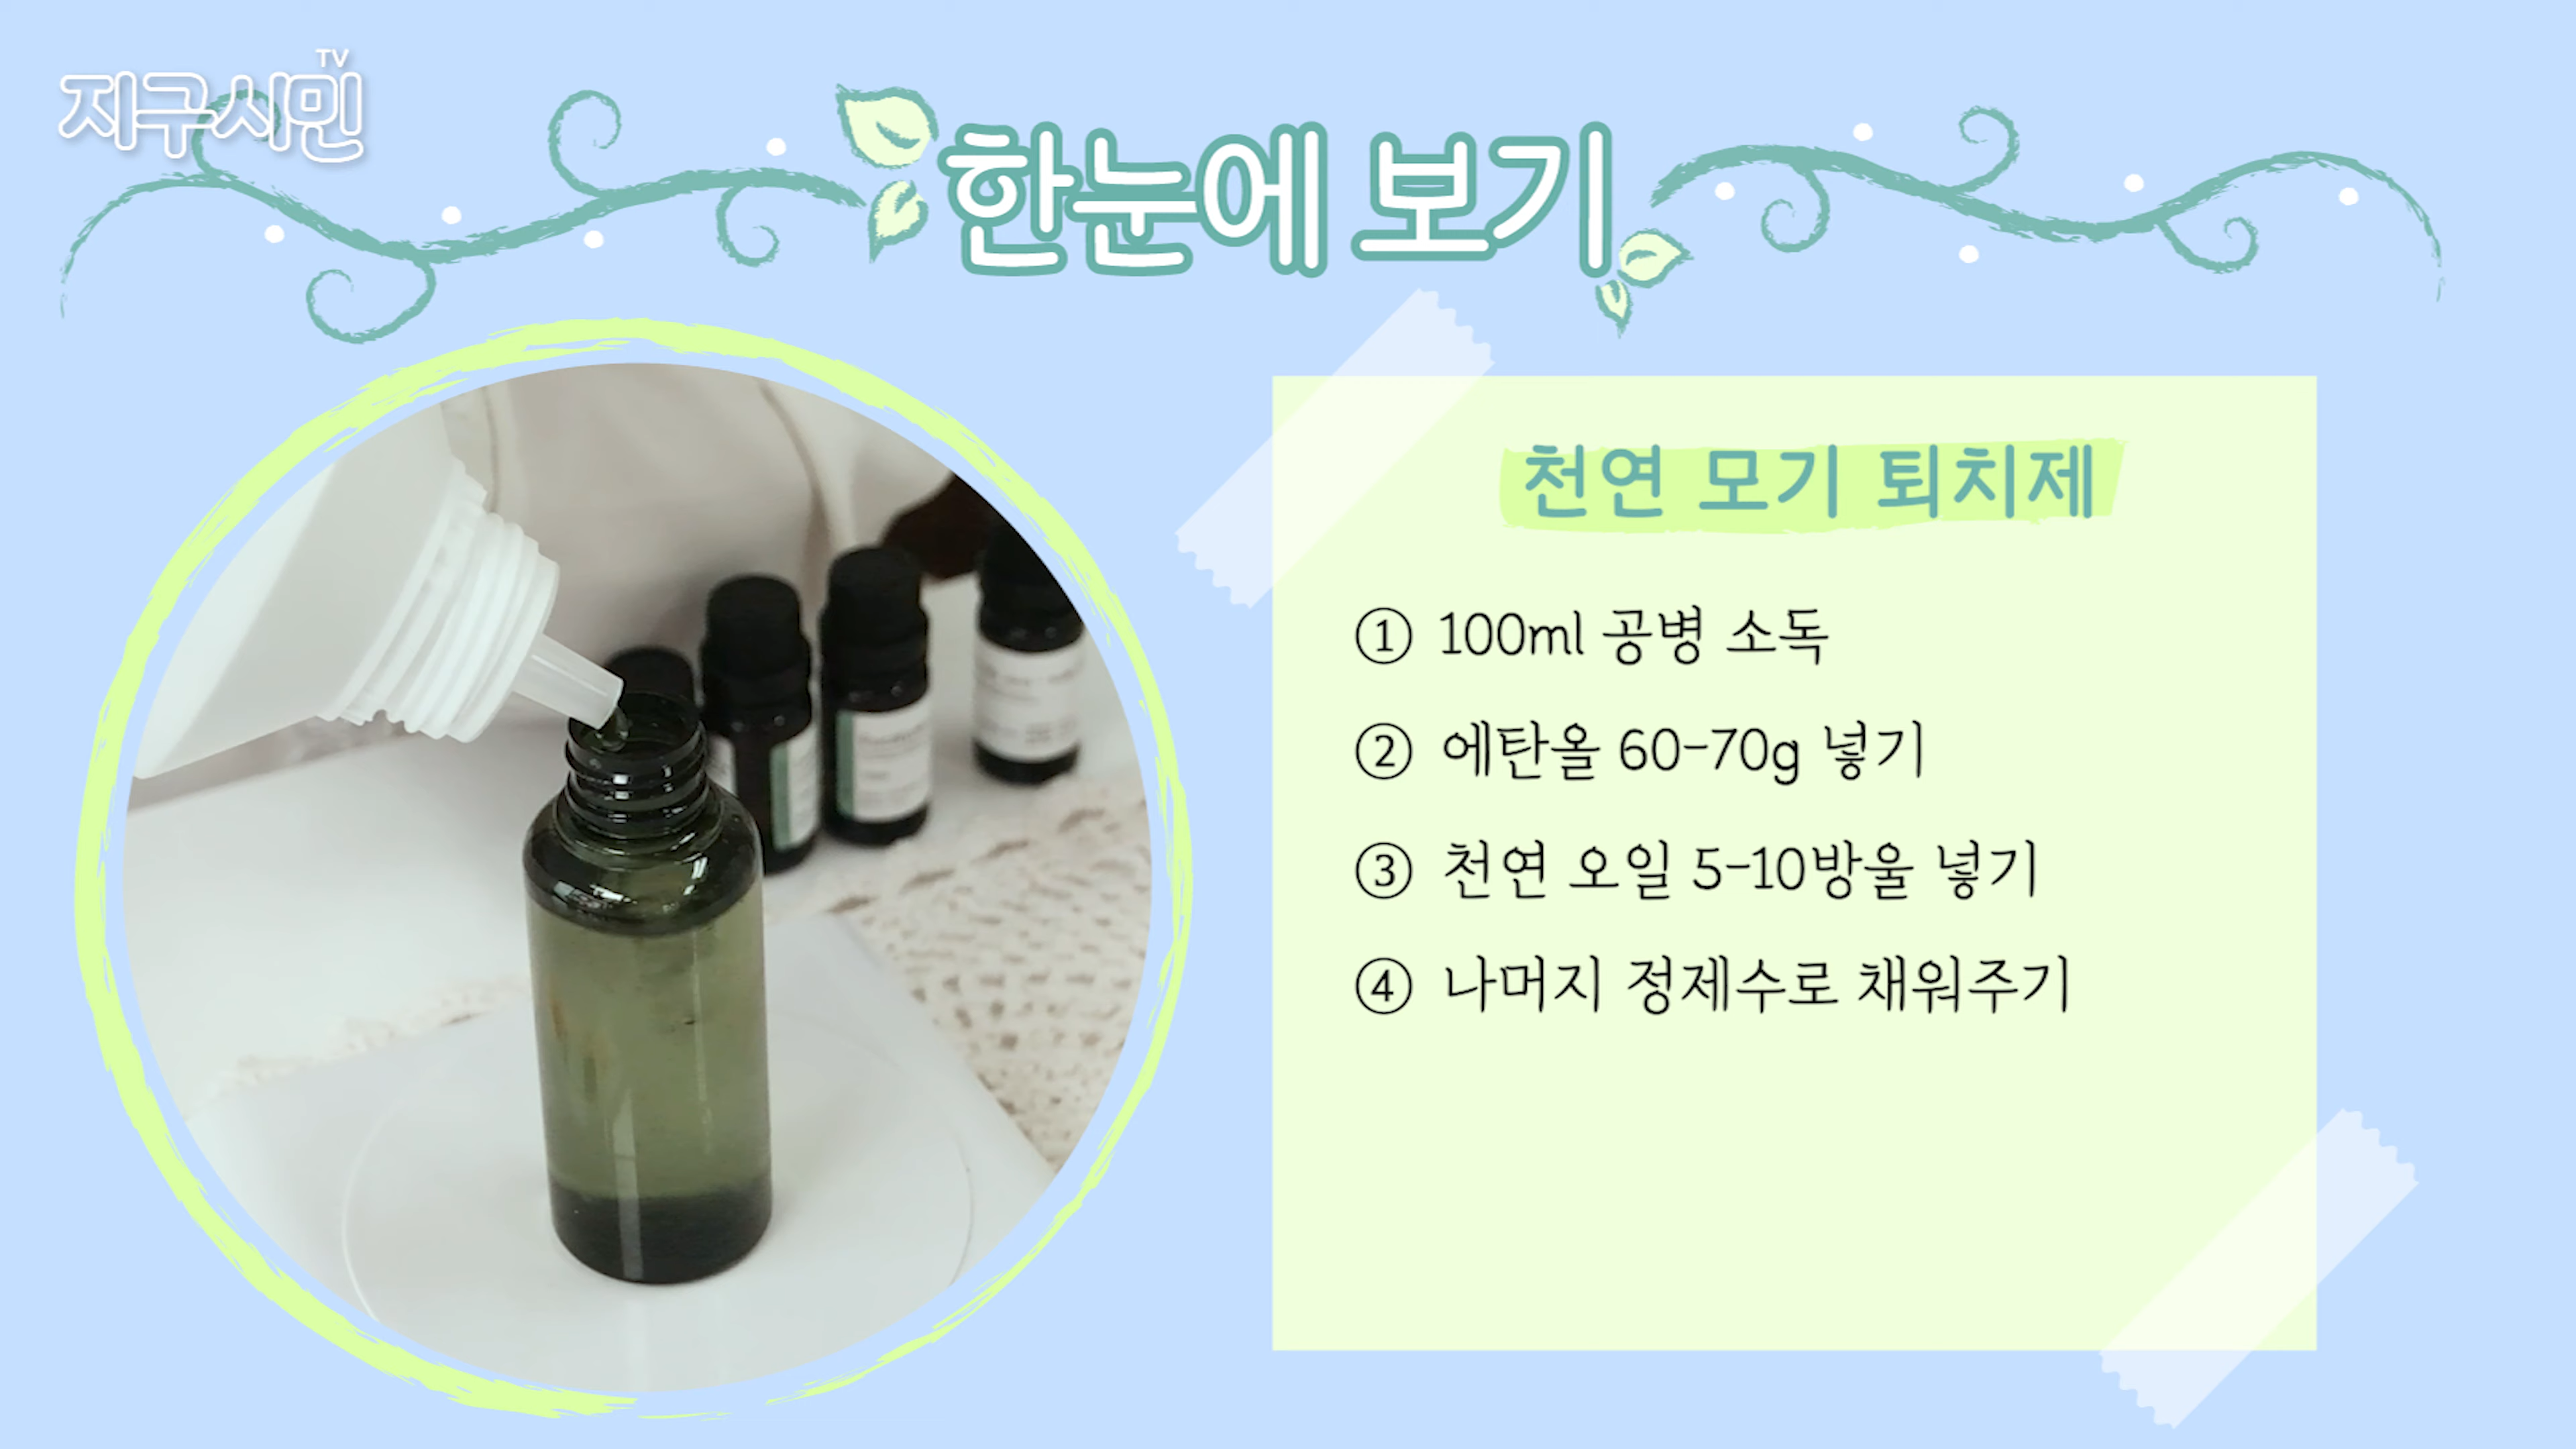 지구시민 TV
한눈에 보기
천연 모기 퇴치제
① 100ml 공병 소독
② 에탄올 60-70g 넣기
③ 천연 오일 5-10방울 넣기
④ 나머지 정제수로 채워주기